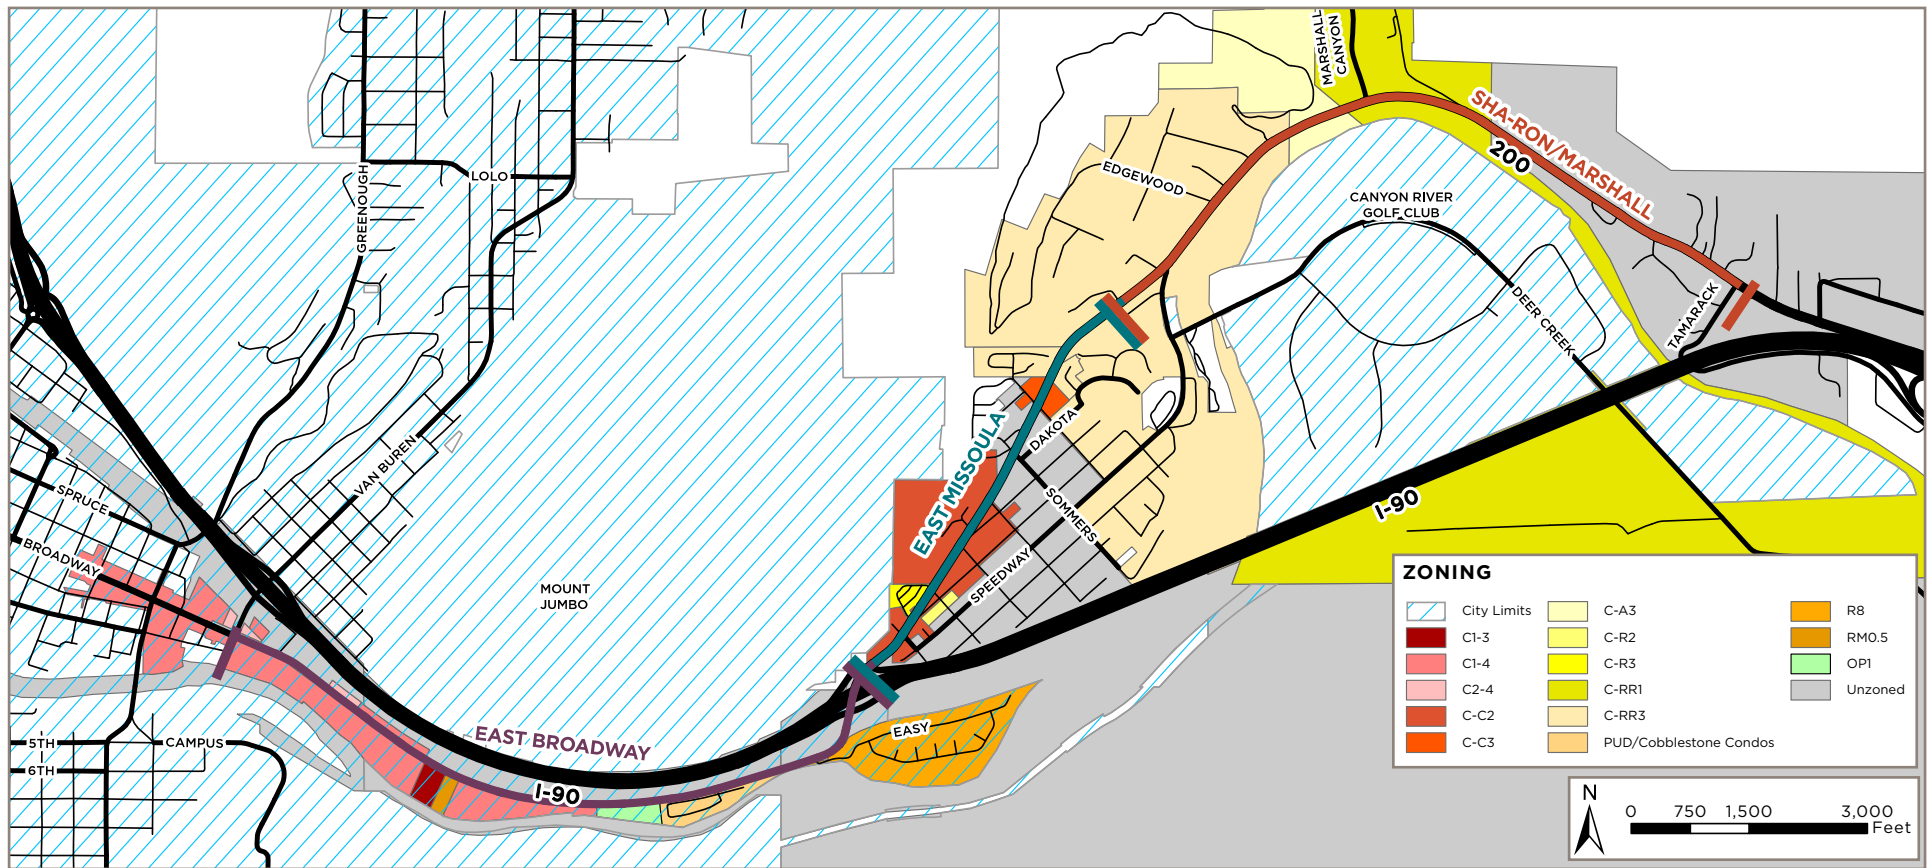 MARSHALL
CANYON
SHA-RON/MARSHALL
200
GREENOUGH
LOLO
EDGEWOOD
CANYON RIVER
GOLF CLUB
DEER CREEK
TAMARACK
VAN BUREN
SPRUCE
BROADWAY
EAST MISSOULA
DAKOTA
SOMMERS
SPEEDWAY
I-90
MOUNT
JUMBO
EAST BROADWAY
I-90
EASY
5TH
CAMPUS
6TH
ZONING
City Limits
C1-3
C1-4
C2-4
C-C2
C-C3
C-A3
C-R2
C-R3
C-RR1
C-RR3
PUD/Cobblestone Condos
R8
RM0.5
OP1
Unzoned
N
0 750 1,500 3,000
Feet